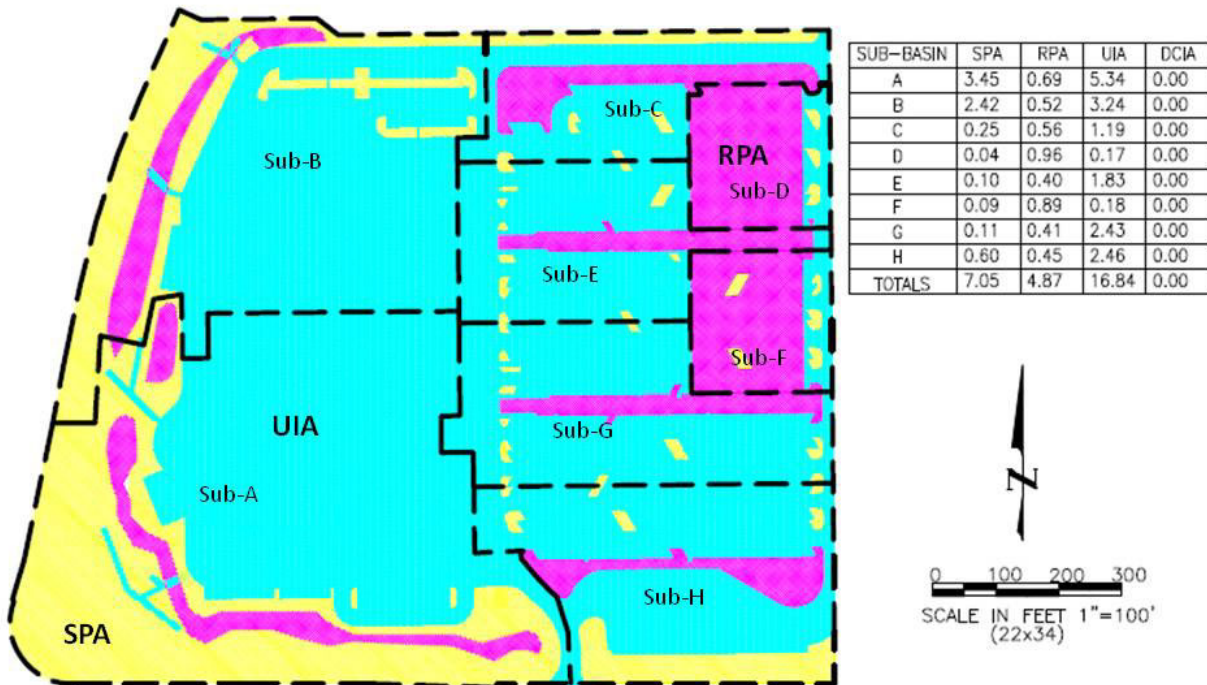 Sub-C
Sub-B
RPA
Sub-D
Sub-E
Sub-F
UIA
Sub-G
Sub-A
Sub-H
SPA
SUB-BASIN SPA RPA UIA DCIA
A 3.45 0.69 5.34 0.00
B 2.42 0.52 3.24 0.00
C 0.25 0.56 1.19 0.00
D 0.04 0.96 0.17 0.00
E 0.10 0.40 1.83 0.00
F 0.09 0.89 0.18 0.00
G 0.11 0.41 2.43 0.00
H 0.60 0.45 2.46 0.00
TOTALS 7.05 4.87 16.84 0.00
N
0 100 200 300
SCALE IN FEET 1"=100'
(22x34)